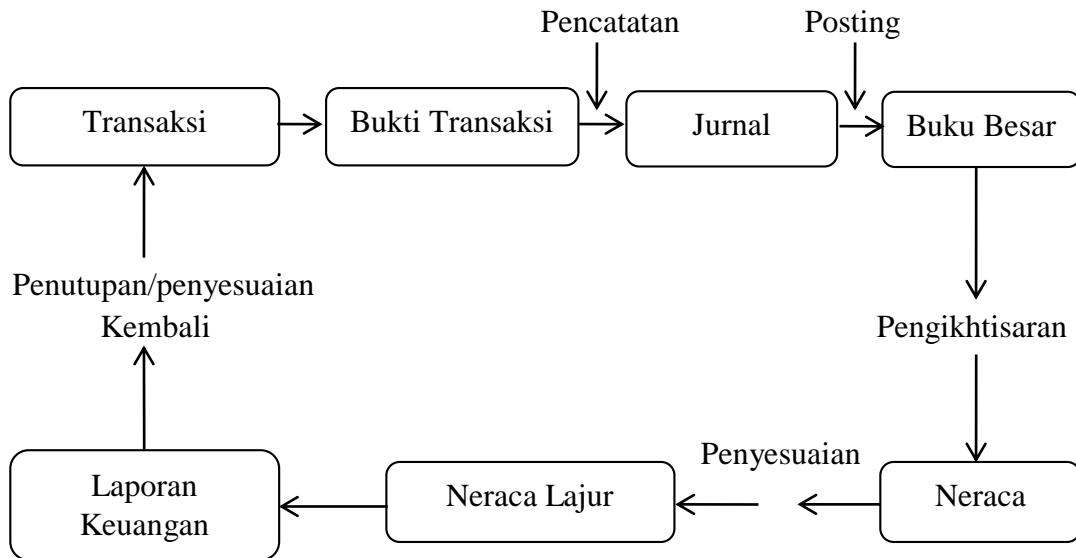 Pencatatan
Posting
Transaksi
Bukti Transaksi
Jurnal
Buku Besar
Penutupan/penyesuaian
Kembali
Pengikhtisaran
Penyesuaian
Laporan
Keuangan
Neraca Lajur
Neraca